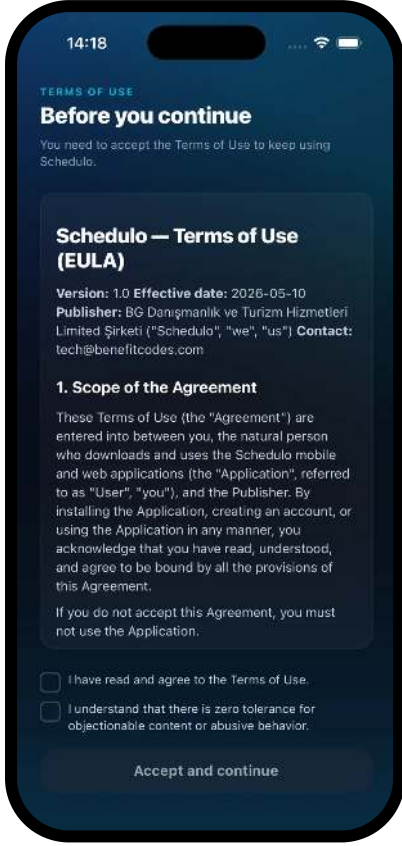 14:18
TERMS OF USE
Before you continue
You need to accept the Terms of Use to keep using
Schedulo.
Schedulo — Terms of Use
(EULA)
Version: 1.0 Effective date: 2026-05-10
Publisher: BG Danışmanlık ve Turizm Hizmetleri
Limited Şirketi ("Schedulo", "we", "us") Contact:
tech@benefitcodes.com
1. Scope of the Agreement
These Terms of Use (the "Agreement") are
entered into between you, the natural person
who downloads and uses the Schedulo mobile
and web applications (the "Application", referred
to as "User", "you"), and the Publisher. By
installing the Application, creating an account, or
using the Application in any manner, you
acknowledge that you have read, understood,
and agree to be bound by all the provisions of
this Agreement.
If you do not accept this Agreement, you must
not use the Application.
I have read and agree to the Terms of Use.
I understand that there is zero tolerance for
objectionable content or abusive behavior.
Accept and continue